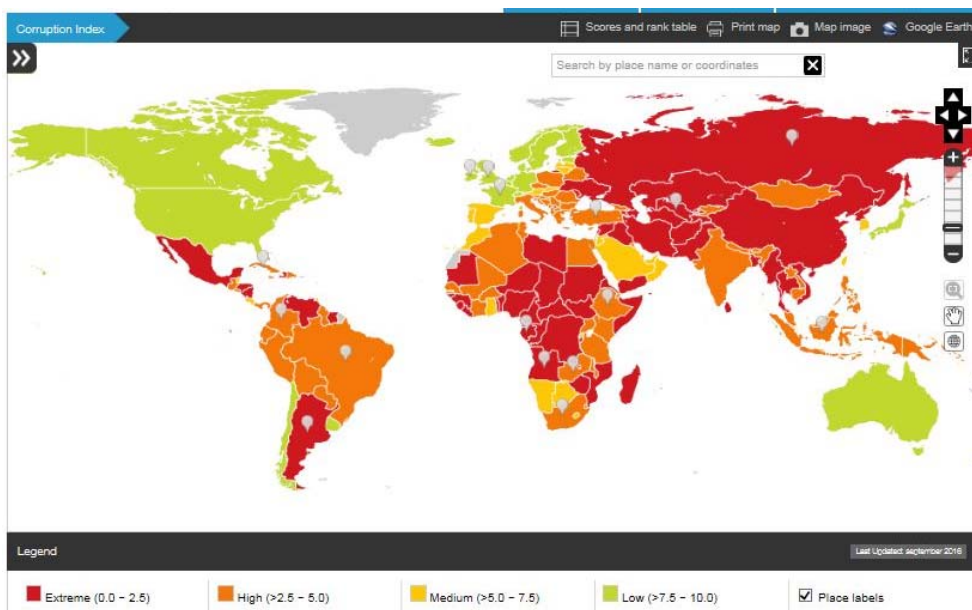 Corruption Index
Scores and rank table
Print map
Map image
Google Earth
Search by place name or coordinates
Legend
Last Updated: september 2016
Extreme (0.0 - 2.5)
High (>2.5 - 5.0)
Medium (>5.0 - 7.5)
Low (>7.5 - 10.0)
Place labels